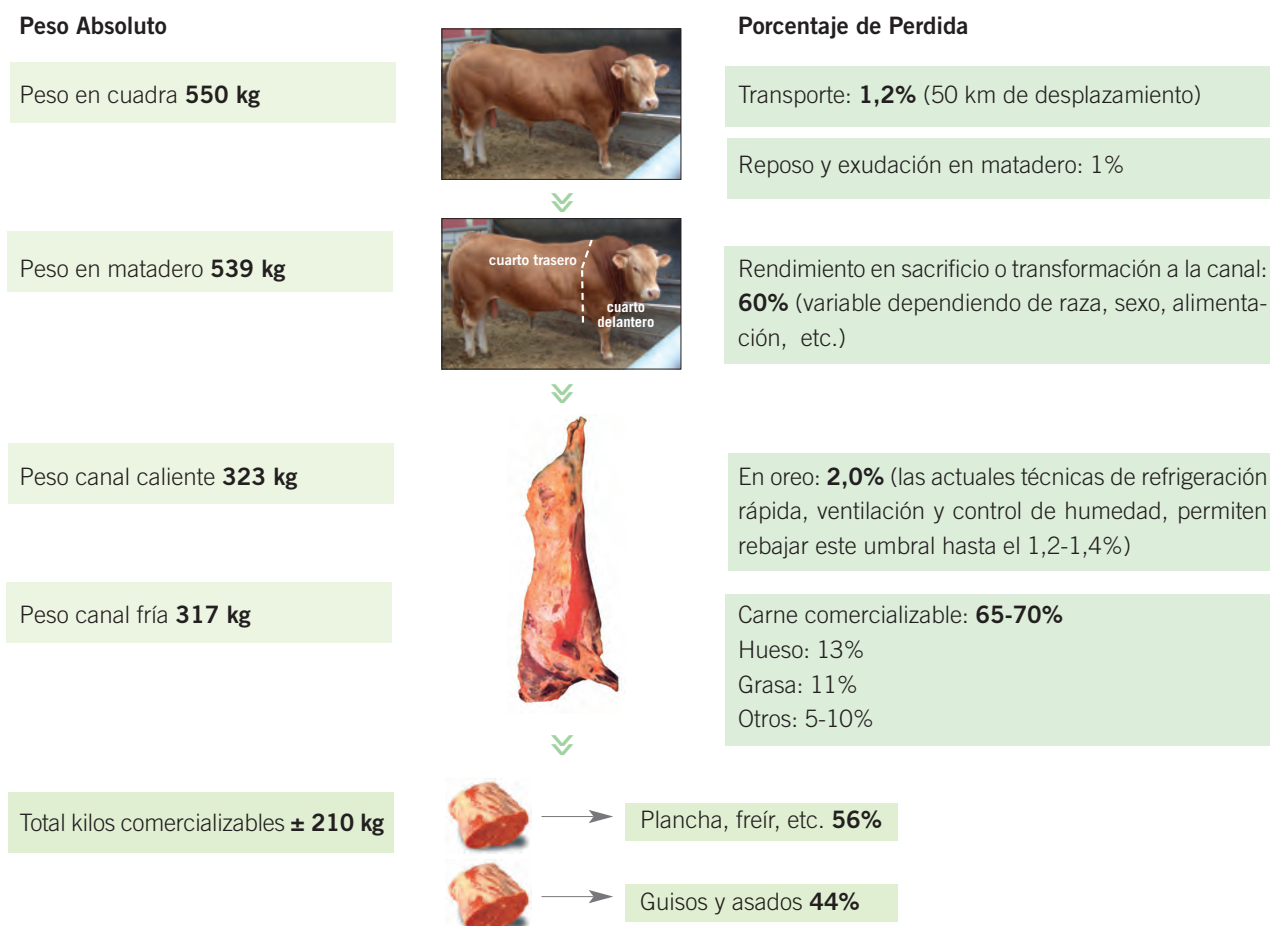 Peso Absoluto
Porcentaje de Perdida
Peso en cuadra 550 kg
Transporte: 1,2% (50 km de desplazamiento)
Reposo y exudación en matadero: 1%
Peso en matadero 539 kg
cuarto trasero
cuarto
delantero
Rendimiento en sacrificio o transformación a la canal:
60% (variable dependiendo de raza, sexo, alimenta-
ción, etc.)
Peso canal caliente 323 kg
En oreo: 2,0% (las actuales técnicas de refrigeración
rápida, ventilación y control de humedad, permiten
rebajar este umbral hasta el 1,2-1,4%)
Peso canal fría 317 kg
Carne comercializable: 65-70%
Hueso: 13%
Grasa: 11%
Otros: 5-10%
Total kilos comercializables ± 210 kg
Plancha, freír, etc. 56%
Guisos y asados 44%